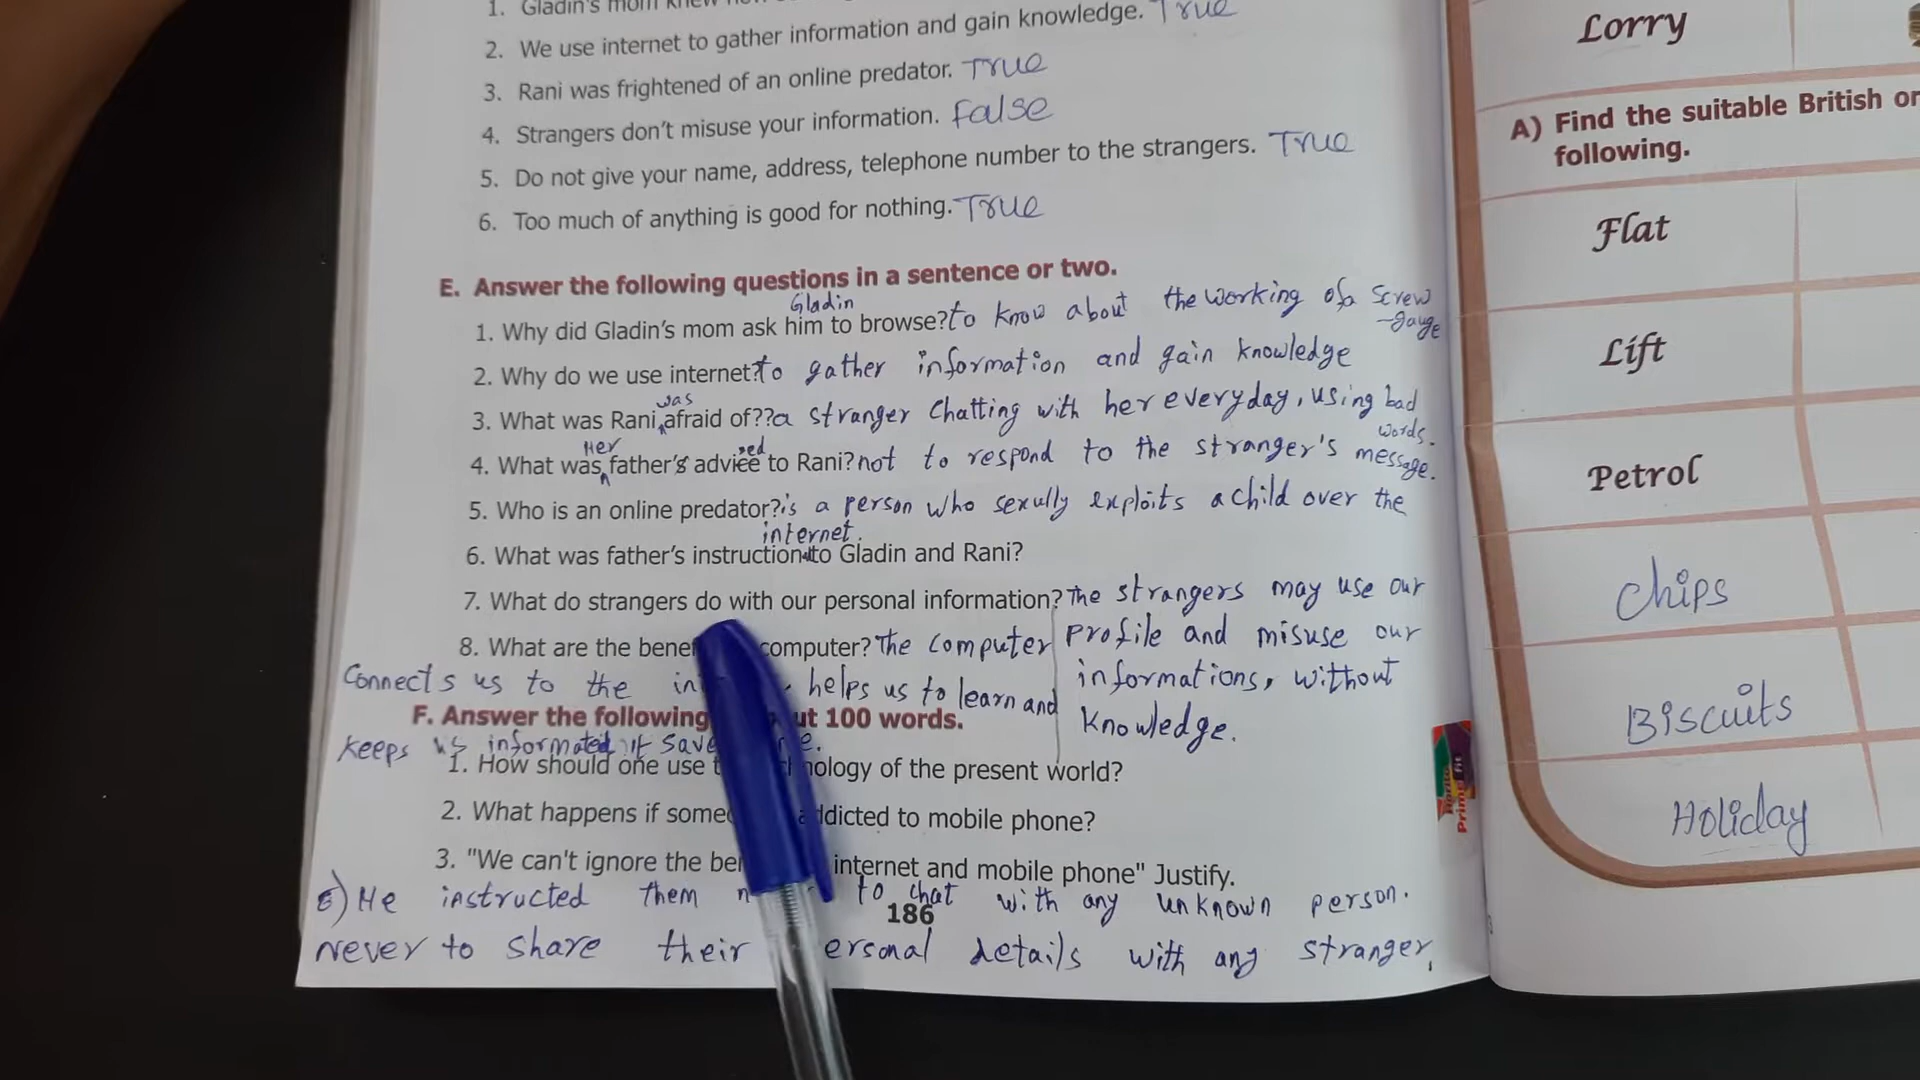 1. Gladin's mom
2. We use internet to gather information and gain knowledge. True
3. Rani was frightened of an online predator. True
4. Strangers don't misuse your information. False
5. Do not give your name, address, telephone number to the strangers. True
6. Too much of anything is good for nothing. True
E. Answer the following questions in a sentence or two.
Gladin
1. Why did Gladin's mom ask him to browse? to know about the working of a screw
-gauge
2. Why do we use internet? to gather information and gain knowledge
was
3. What was Rani afraid of?? a stranger chatting with her everyday, using bad
words.
Her sed
4. What was father's advice to Rani? not to respond to the stranger's message.
5. Who is an online predator? is a person who sexully exploits a child over the
internet.
6. What was father's instruction to Gladin and Rani?
7. What do strangers do with our personal information? The strangers may use our
profile and misuse our
informations, without
knowledge.
8. What are the computer? The computer
Connects us to the helps us to learn and
keeps us informated, it
F. Answer the following 100 words.
1. How should one use of the present world?
2. What happens if addicted to mobile phone?
3. "We can't ignore the internet and mobile phone" Justify.
6) He instructed them to chat with any unknown person.
186
never to share their with any stranger,
Lorry
A) Find the suitable British or
following.
Flat
Lift
Petrol
Chips
Biscuits
Holiday